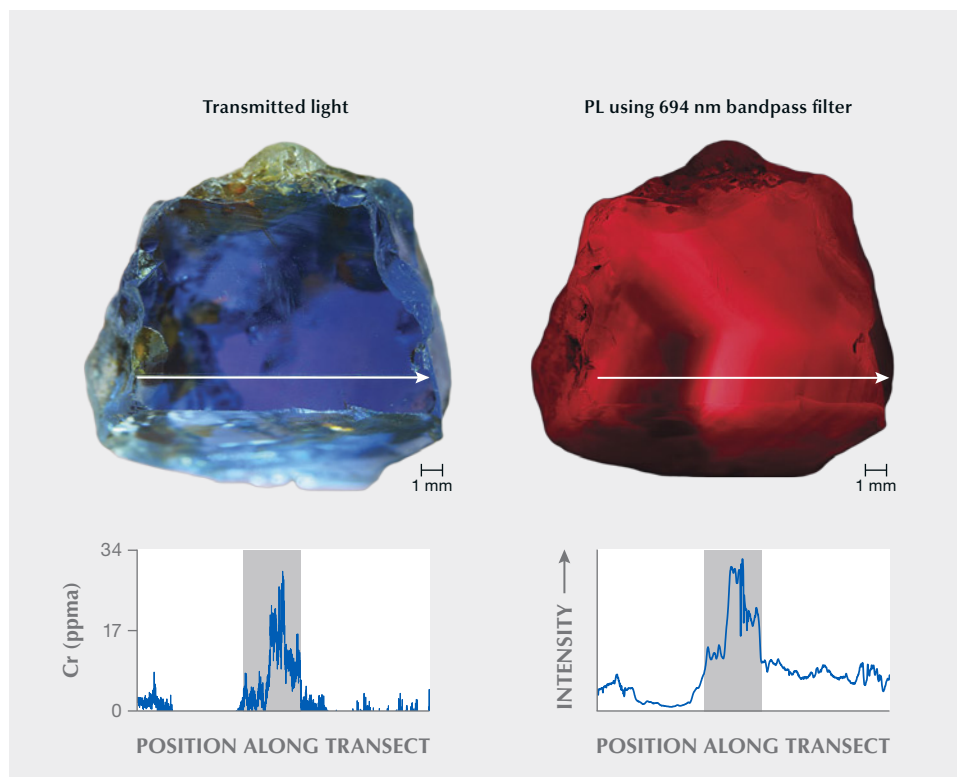 Transmitted light
PL using 694 nm bandpass filter
1 mm
1 mm
34
17
0
Cr (ppma)
INTENSITY
POSITION ALONG TRANSECT
POSITION ALONG TRANSECT